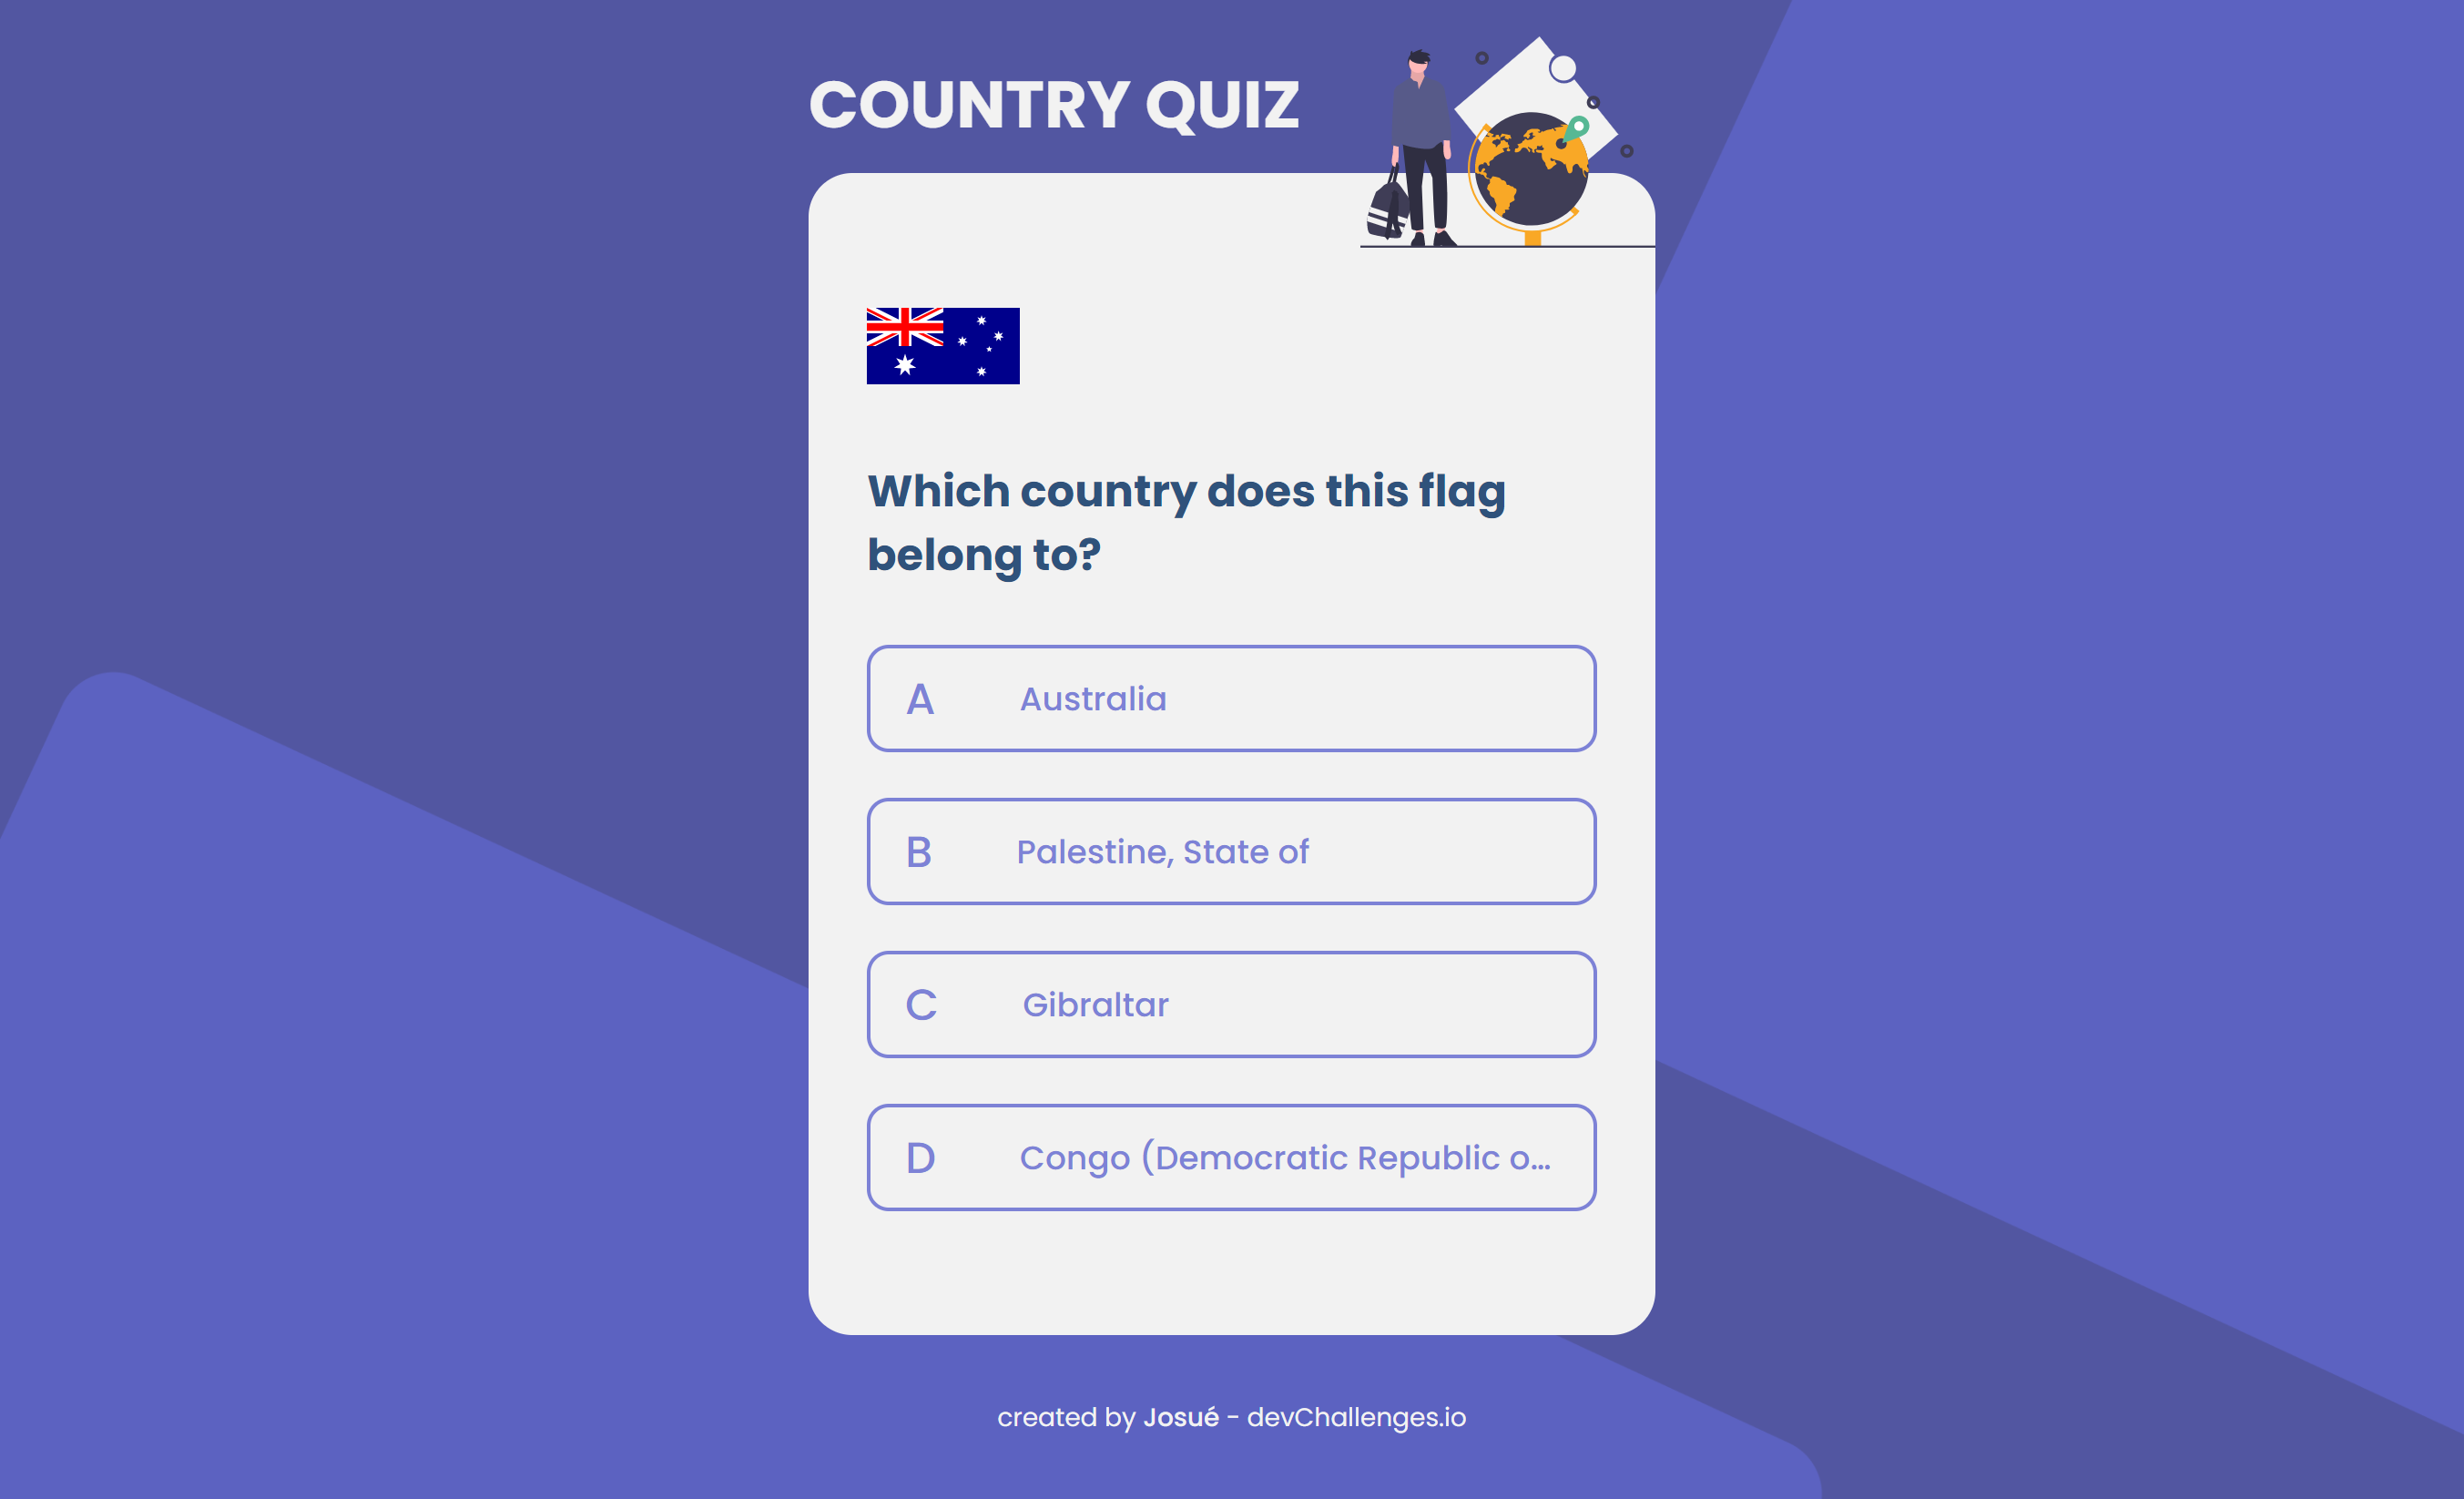 COUNTRY QUIZ
Which country does this flag
belong to?
A Australia
B Palestine, State of
C Gibraltar
D Congo (Democratic Republic o...
created by Josué - devChallenges.io